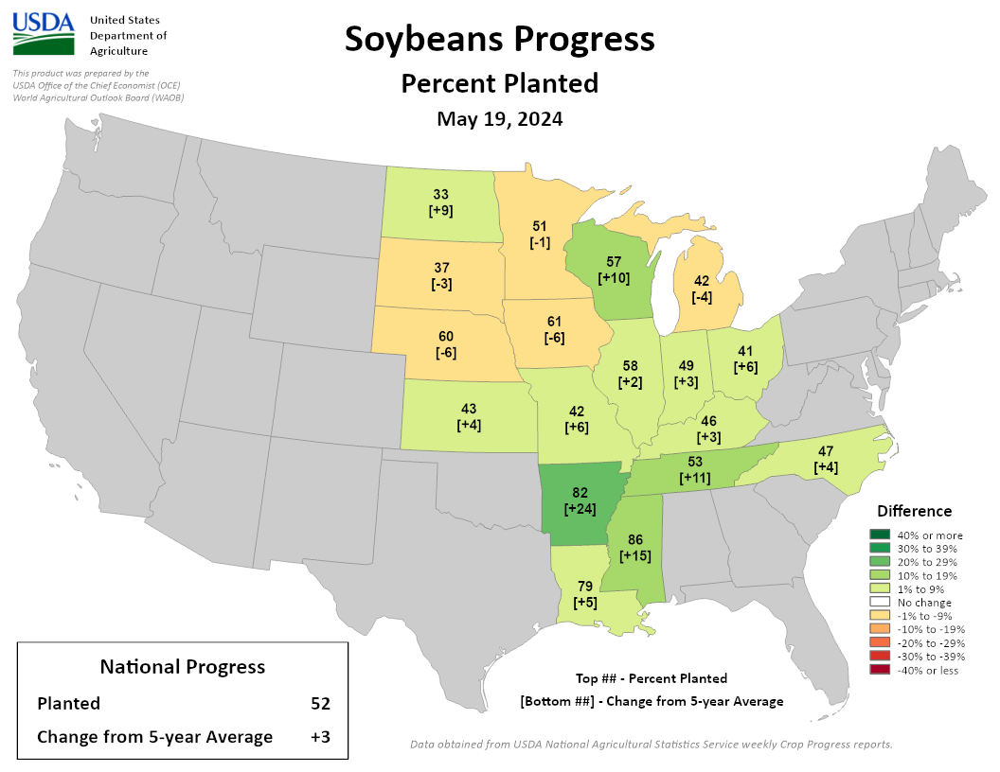 USDA
United States
Department of
Agriculture
This product was prepared by the
USDA Office of the Chief Economist (OCE)
World Agricultural Outlook Board (WAOB)
Soybeans Progress
Percent Planted
May 19, 2024
33
[+9]
51
[-1]
57
[+10]
37
[-3]
42
[-4]
60
[-6]
61
[-6]
58
[+2]
49
[+3]
41
[+6]
43
[+4]
42
[+6]
46
[+3]
53
[+11]
47
[+4]
82
[+24]
86
[+15]
79
[+5]
Difference
40% or more
30% to 39%
20% to 29%
10% to 19%
1% to 9%
No change
-1% to -9%
-10% to -19%
-20% to -29%
-30% to -39%
-40% or less
National Progress
Planted 52
Change from 5-year Average +3
Top ## - Percent Planted
[Bottom ##] - Change from 5-year Average
Data obtained from USDA National Agricultural Statistics Service weekly Crop Progress reports.